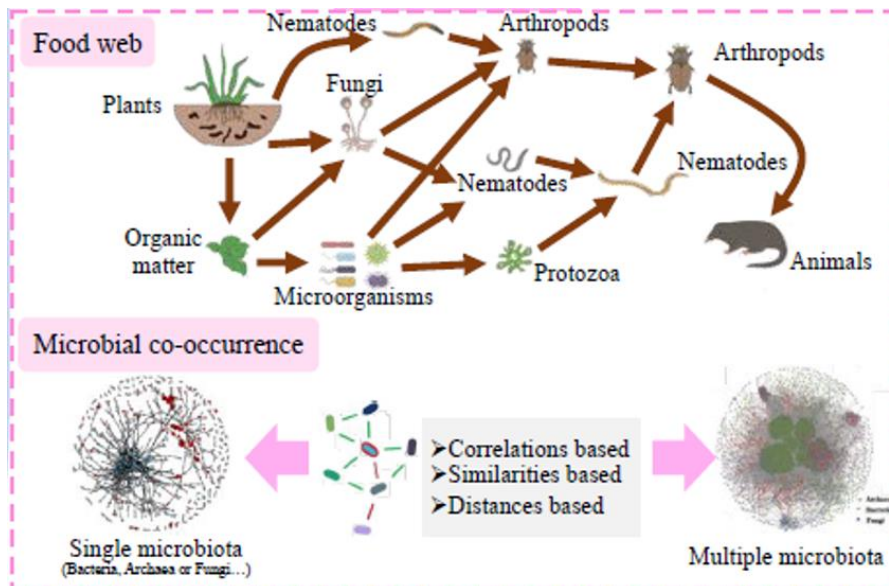 Food web
Nematodes
Arthropods
Arthropods
Fungi
Plants
Nematodes
Nematodes
Organic
matter
Protozoa
Animals
Microorganisms
Microbial co-occurrence
➤Correlations based
➤Similarities based
➤Distances based
Single microbiota
(Bacteria, Archaea or Fungi…)
Multiple microbiota
Fungi